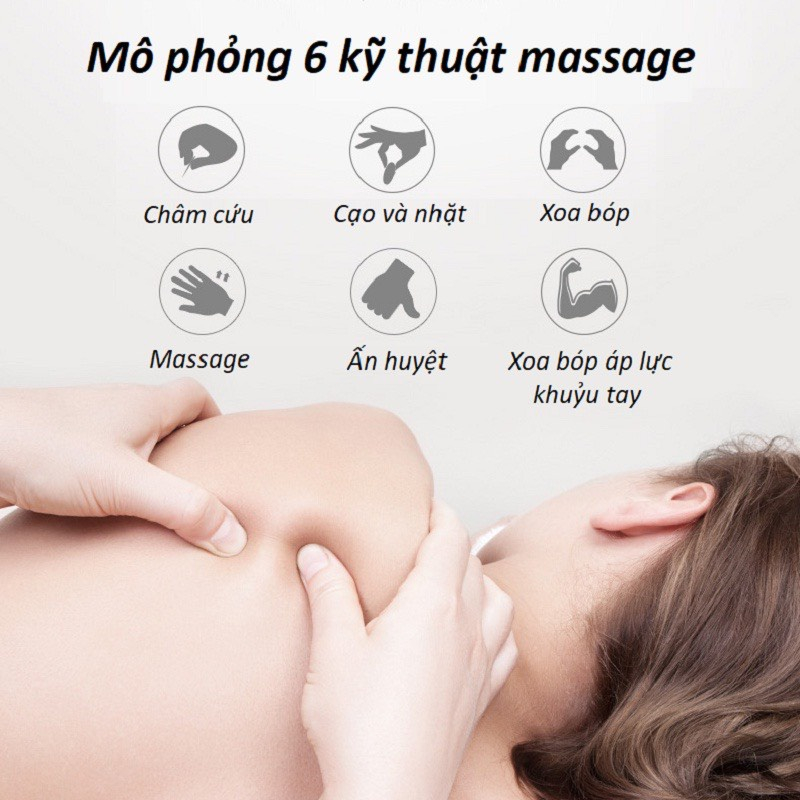 Mô phỏng 6 kỹ thuật massage
Châm cứu
Cạo và nhặt
Xoa bóp
Massage
Ấn huyệt
Xoa bóp áp lực
khuỷu tay